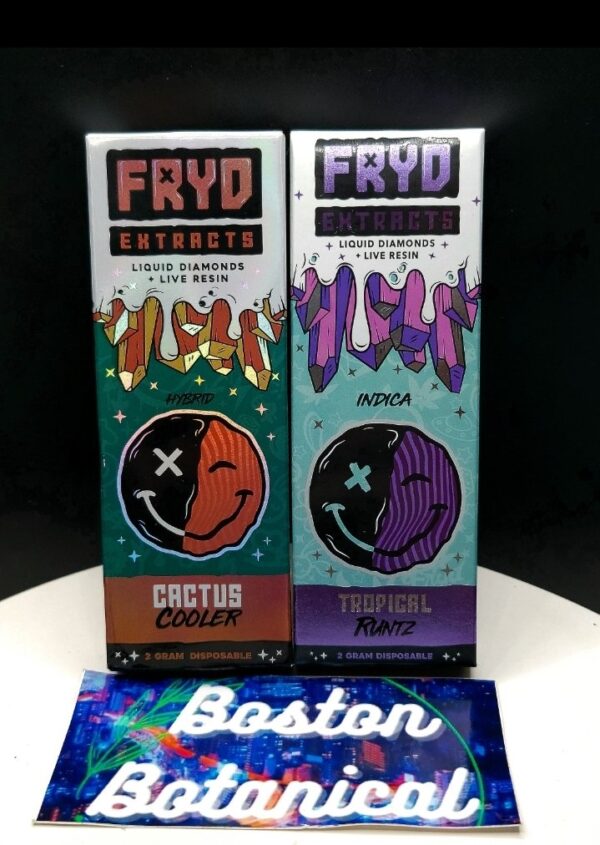 FRYD
EXTRACTS
LIQUID DIAMONDS
+ LIVE RESIN
HYBRID
CACTUS
COOLER
2 GRAM DISPOSABLE
FRYD
EXTRACTS
LIQUID DIAMONDS
+ LIVE RESIN
INDICA
TROPICAL
RUNTZ
2 GRAM DISPOSABLE
Boston
Botanical